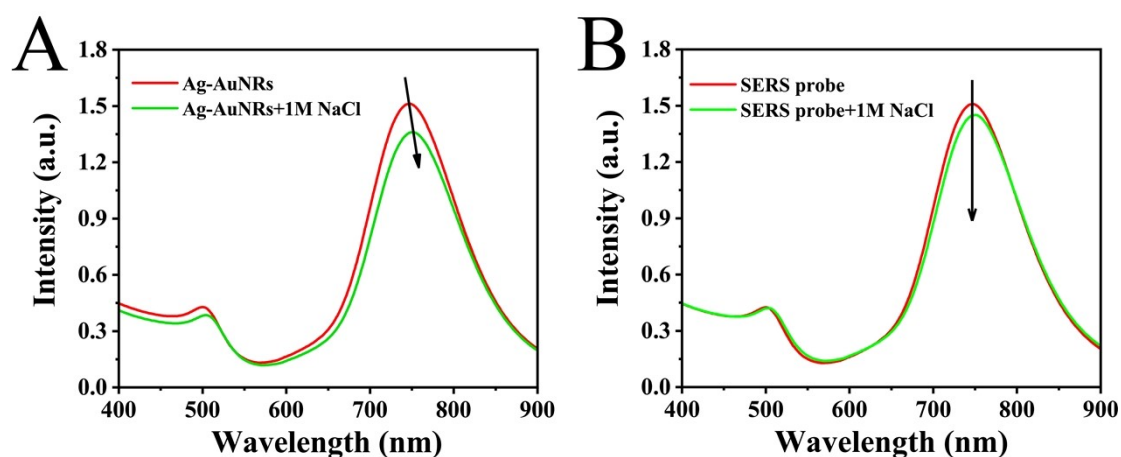 A
Intensity (a.u.)
1.8
1.5
1.2
0.9
0.6
0.3
0.0
Ag-AuNRs
Ag-AuNRs+1M NaCl
400 500 600 700 800 900
Wavelength (nm)
B
Intensity (a.u.)
1.8
1.5
1.2
0.9
0.6
0.3
0.0
SERS probe
SERS probe+1M NaCl
400 500 600 700 800 900
Wavelength (nm)